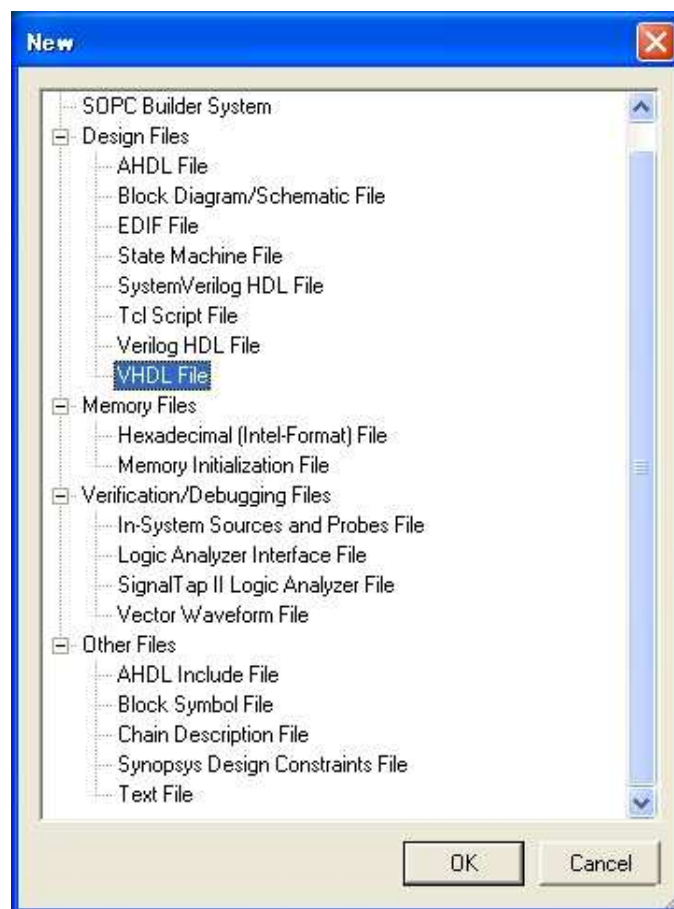 New
SOPC Builder System
Design Files
AHDL File
Block Diagram/Schematic File
EDIF File
State Machine File
SystemVerilog HDL File
Tcl Script File
Verilog HDL File
VHDL File
Memory Files
Hexadecimal (Intel-Format) File
Memory Initialization File
Verification/Debugging Files
In-System Sources and Probes File
Logic Analyzer Interface File
SignalTap II Logic Analyzer File
Vector Waveform File
Other Files
AHDL Include File
Block Symbol File
Chain Description File
Synopsys Design Constraints File
Text File
OK Cancel